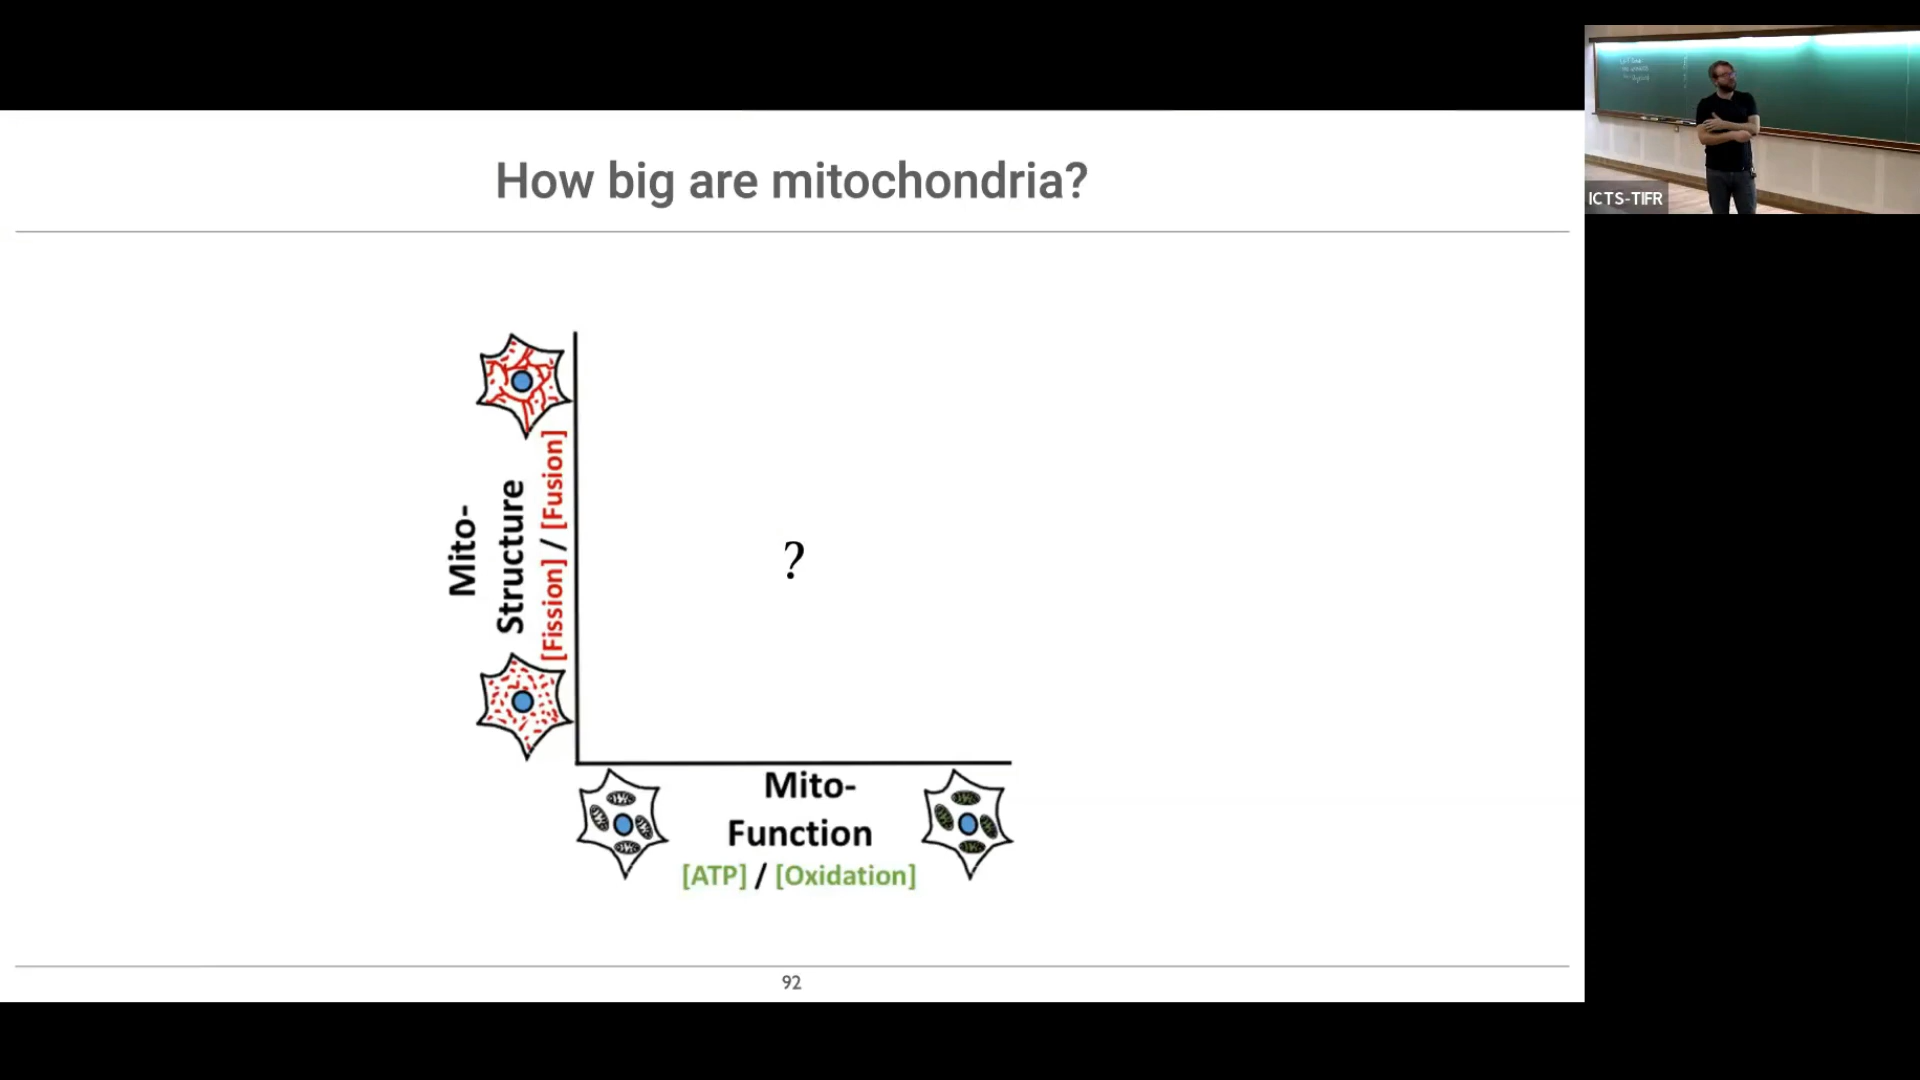 How big are mitochondria?
ICTS-TIFR
Mito-
Structure
[Fission] / [Fusion]
?
Mito-
Function
[ATP] / [Oxidation]
92